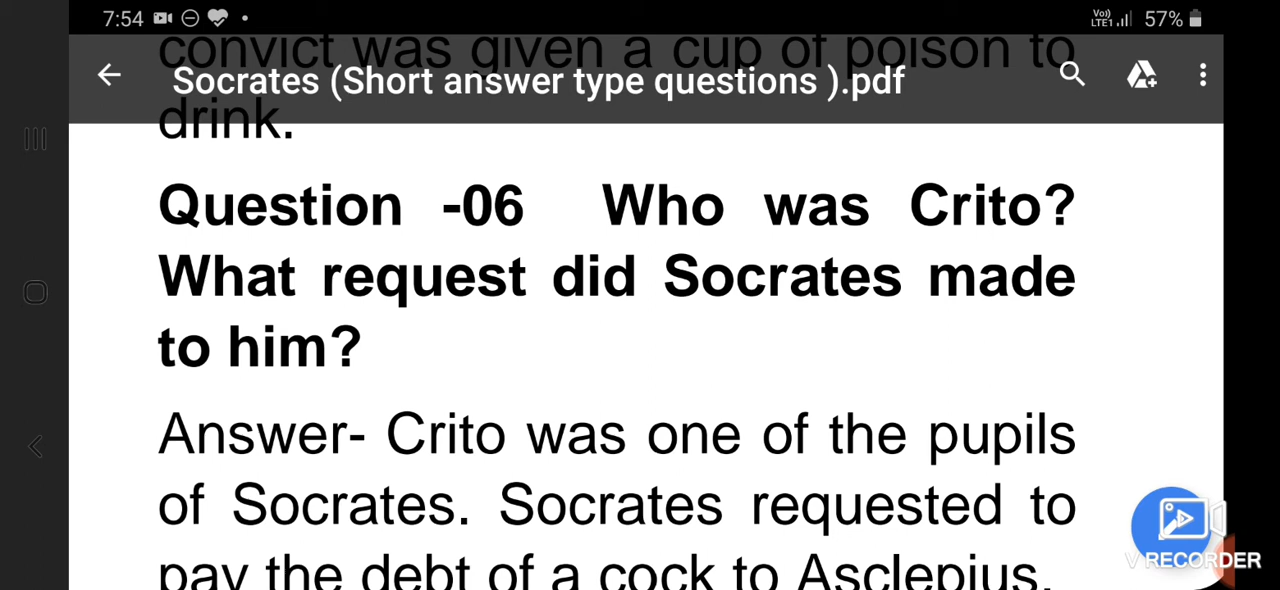 7:54
Vo)) LTE1 57%
convict was given a cup of poison to
Socrates (Short answer type questions ).pdf
drink.
Question -06 Who was Crito?
What request did Socrates made
to him?
Answer- Crito was one of the pupils
of Socrates. Socrates requested to
pay the debt of a cock to Asclepius.
V RECORDER